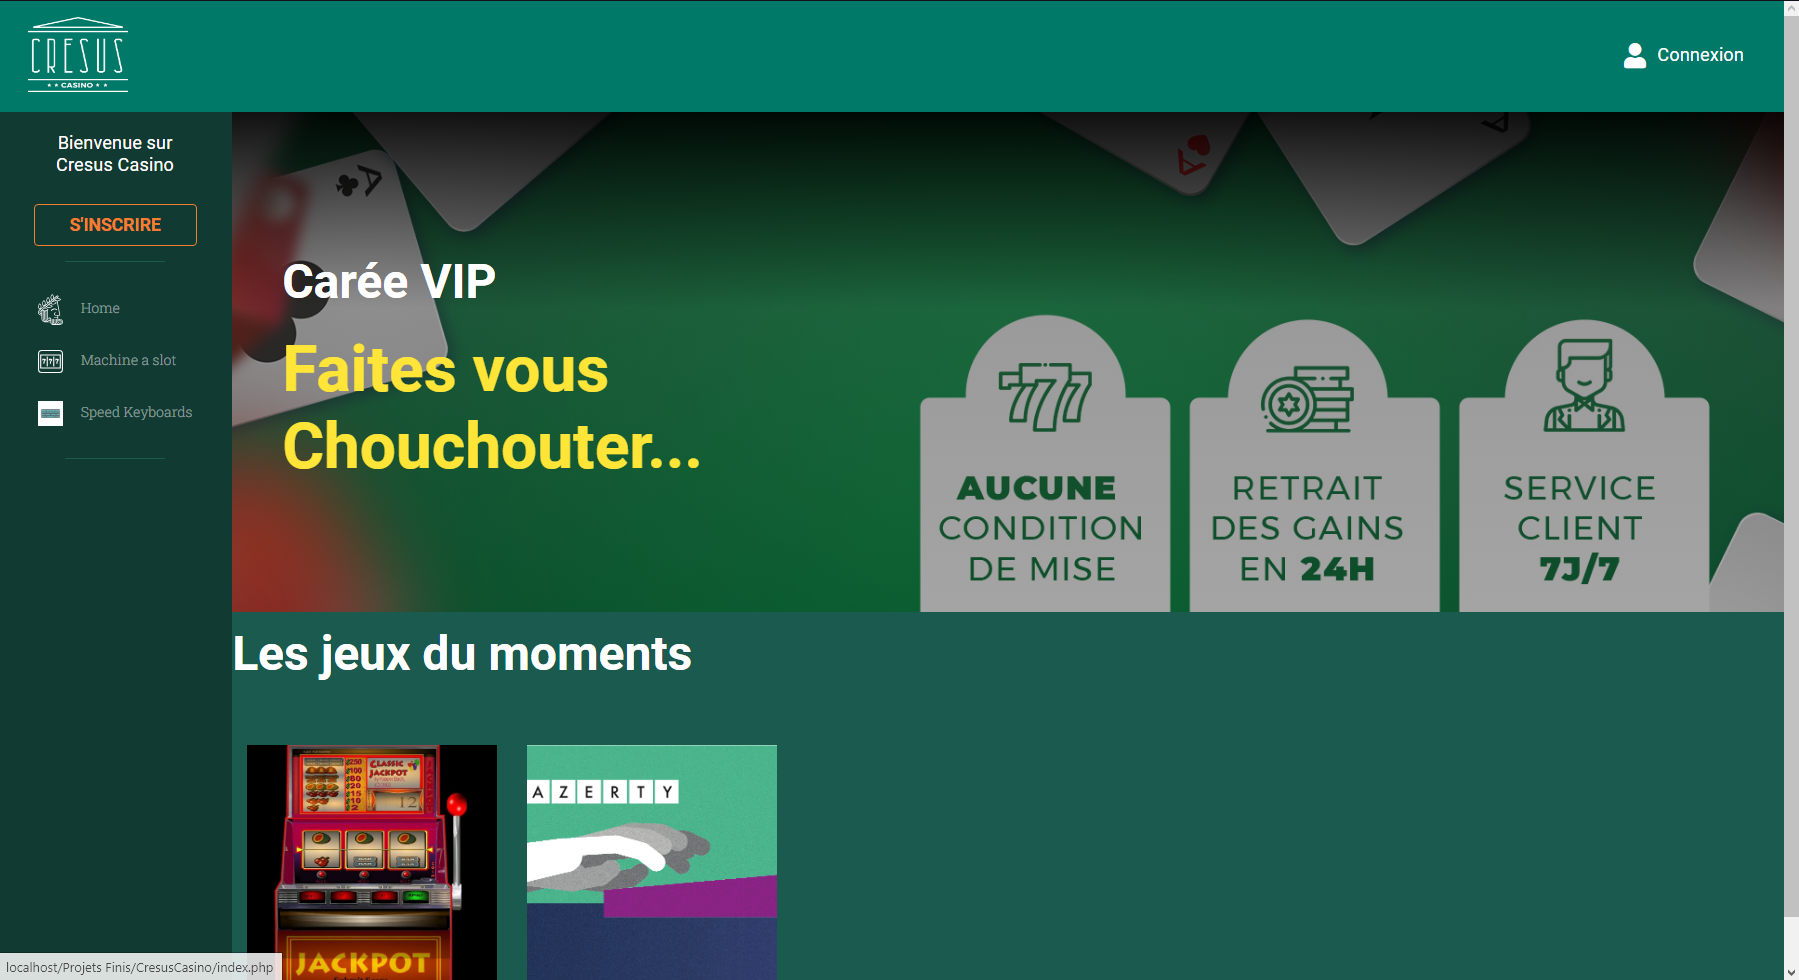 CRESUS
CASINO
Connexion
Bienvenue sur
Cresus Casino
S'INSCRIRE
Home
Machine a slot
Speed Keyboards
A
A
A
Carée VIP
Faites vous
Chouchouter...
777
AUCUNE
CONDITION
DE MISE
RETRAIT
DES GAINS
EN 24H
SERVICE
CLIENT
7J/7
Les jeux du moments
CLASSIC
JACKPOT
12
JACKPOT
A Z E R T Y
localhost/Projets Finis/CresusCasino/index.php